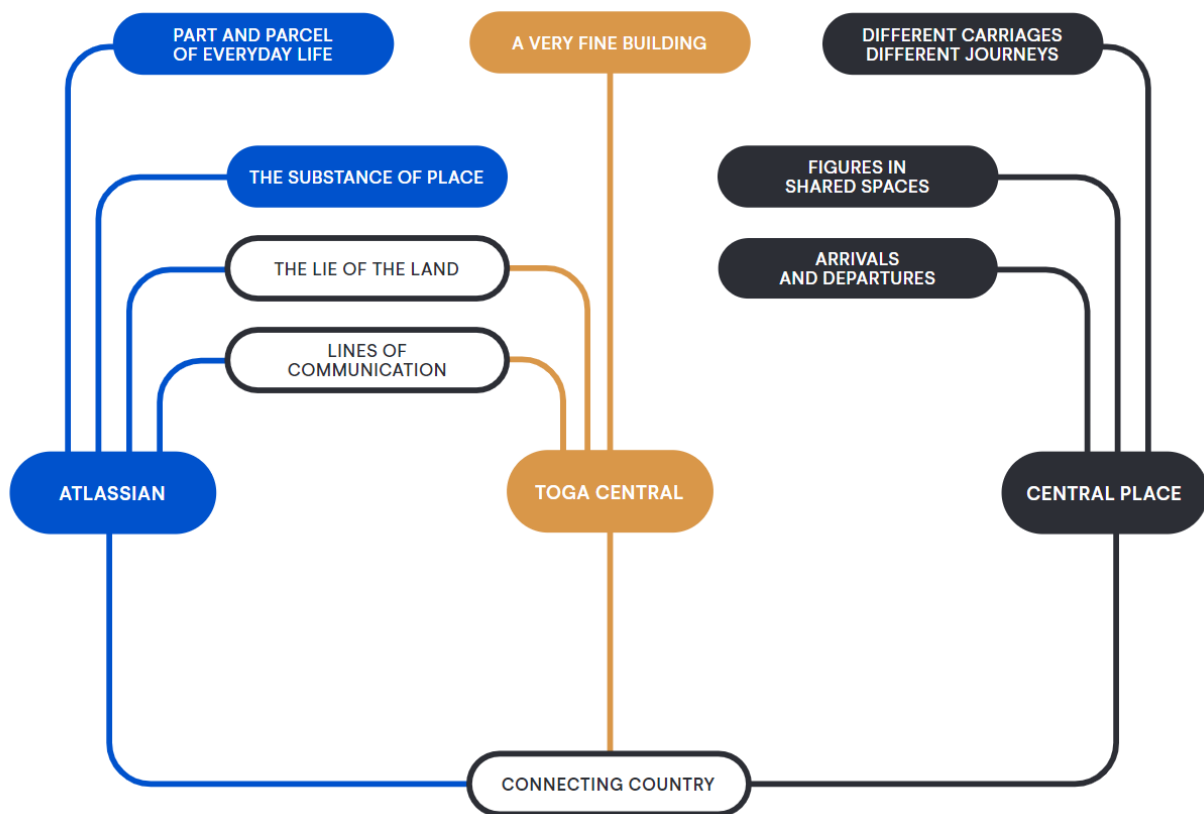 PART AND PARCEL
OF EVERYDAY LIFE
A VERY FINE BUILDING
DIFFERENT CARRIAGES
DIFFERENT JOURNEYS
THE SUBSTANCE OF PLACE
FIGURES IN
SHARED SPACES
THE LIE OF THE LAND
ARRIVALS
AND DEPARTURES
LINES OF
COMMUNICATION
ATLASSIAN
TOGA CENTRAL
CENTRAL PLACE
CONNECTING COUNTRY